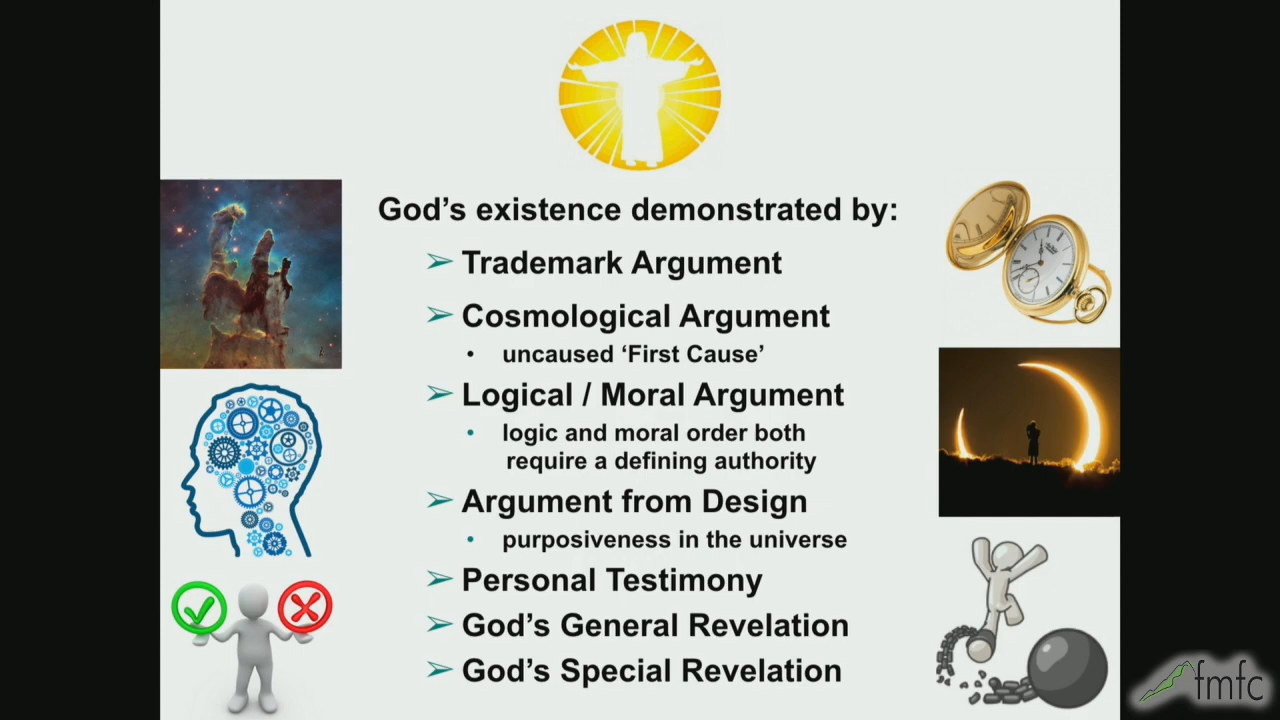 God’s existence demonstrated by:
➢ Trademark Argument
➢ Cosmological Argument
• uncaused ‘First Cause’
➢ Logical / Moral Argument
• logic and moral order both
require a defining authority
➢ Argument from Design
• purposiveness in the universe
➢ Personal Testimony
➢ God’s General Revelation
➢ God’s Special Revelation
fmfc